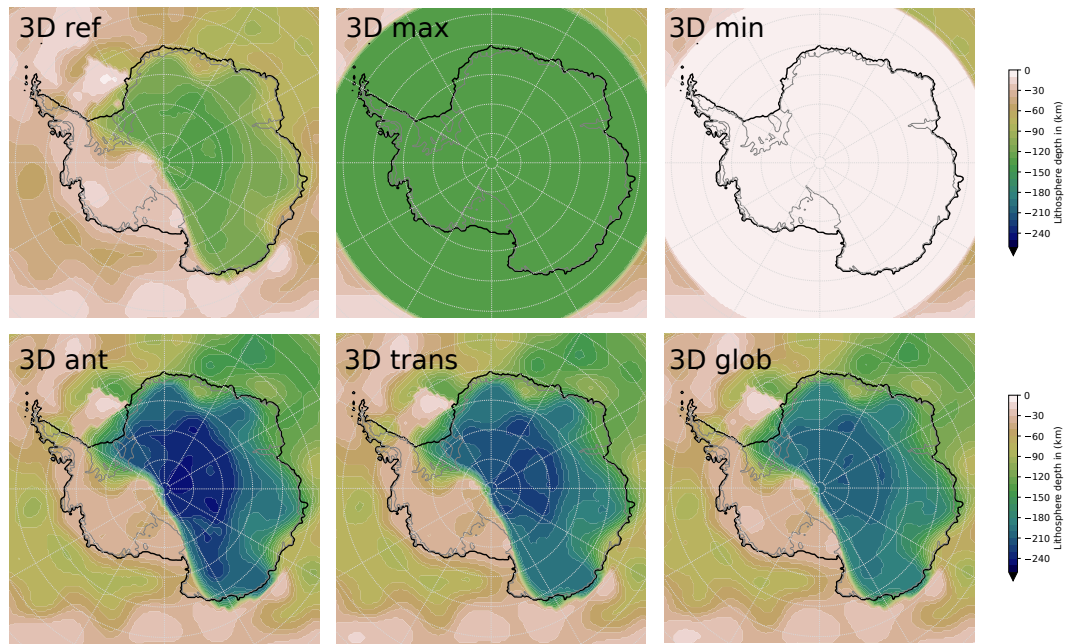 3D ref
3D max
3D min
0
−30
−60
−90
−120
−150
−180
−210
−240
Lithosphere depth in (km)
3D ant
3D trans
3D glob
0
−30
−60
−90
−120
−150
−180
−210
−240
Lithosphere depth in (km)